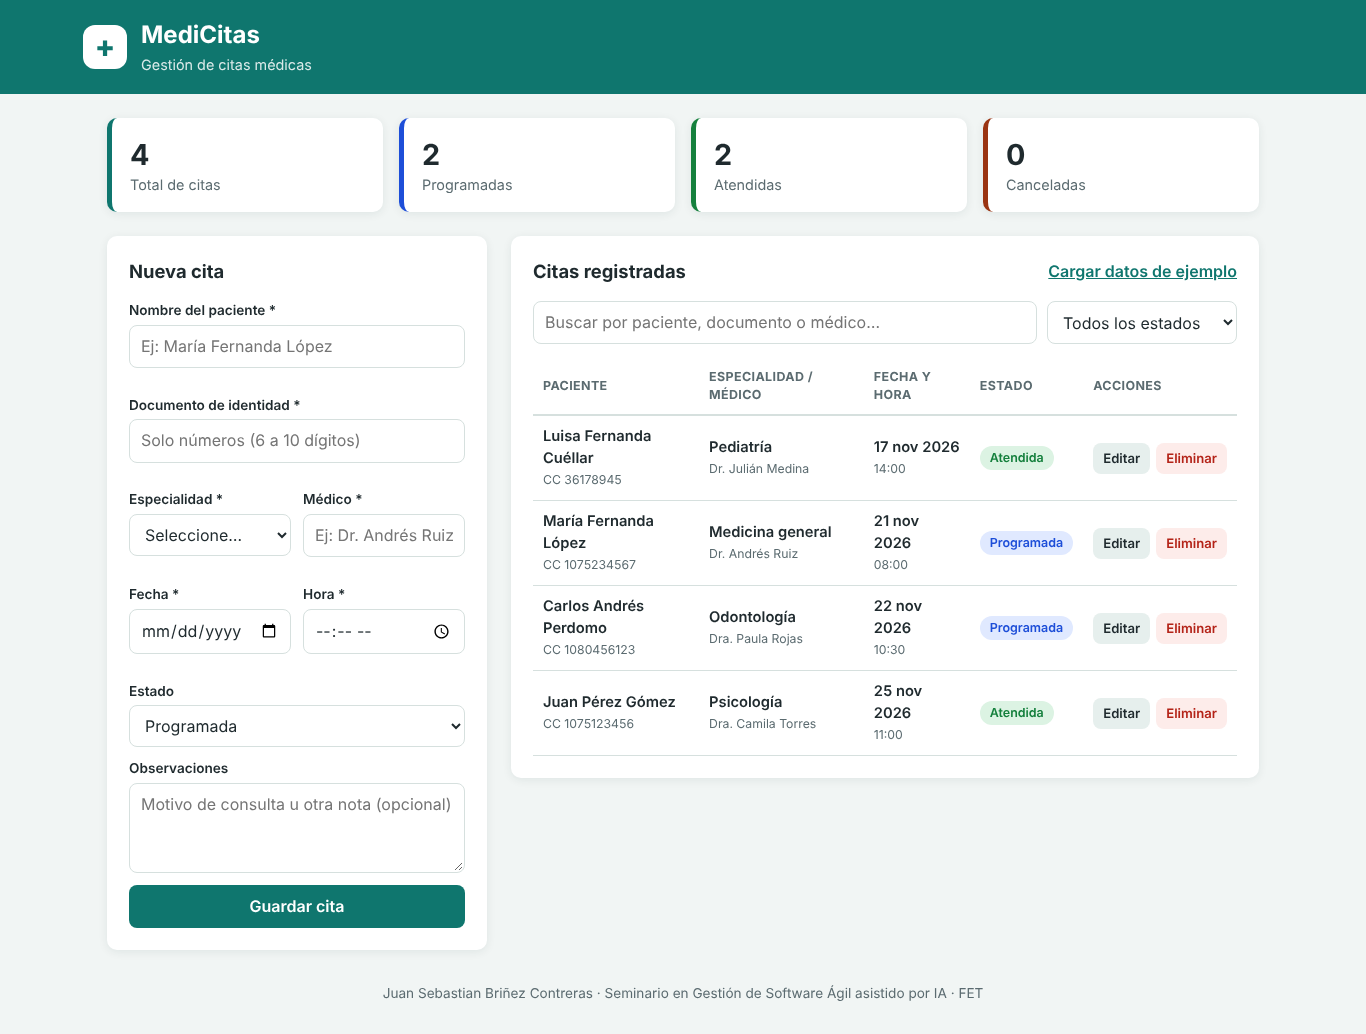 MediCitas
Gestión de citas médicas
4
Total de citas
2
Programadas
2
Atendidas
0
Canceladas
Nueva cita
Nombre del paciente *
Ej: María Fernanda López
Documento de identidad *
Solo números (6 a 10 dígitos)
Especialidad *
Seleccione...
Médico *
Ej: Dr. Andrés Ruiz
Fecha *
mm/dd/yyyy
Hora *
--:-- --
Estado
Programada
Observaciones
Motivo de consulta u otra nota (opcional)
Guardar cita
Citas registradas
Cargar datos de ejemplo
Buscar por paciente, documento o médico...
Todos los estados
PACIENTE
ESPECIALIDAD /
MÉDICO
FECHA Y
HORA
ESTADO
ACCIONES
Luisa Fernanda
Cuéllar
CC 36178945
Pediatría
Dr. Julián Medina
17 nov 2026
14:00
Atendida
Editar
Eliminar
María Fernanda
López
CC 1075234567
Medicina general
Dr. Andrés Ruiz
21 nov
2026
08:00
Programada
Editar
Eliminar
Carlos Andrés
Perdomo
CC 1080456123
Odontología
Dra. Paula Rojas
22 nov
2026
10:30
Programada
Editar
Eliminar
Juan Pérez Gómez
CC 1075123456
Psicología
Dra. Camila Torres
25 nov
2026
11:00
Atendida
Editar
Eliminar
Juan Sebastian Briñez Contreras · Seminario en Gestión de Software Ágil asistido por IA · FET